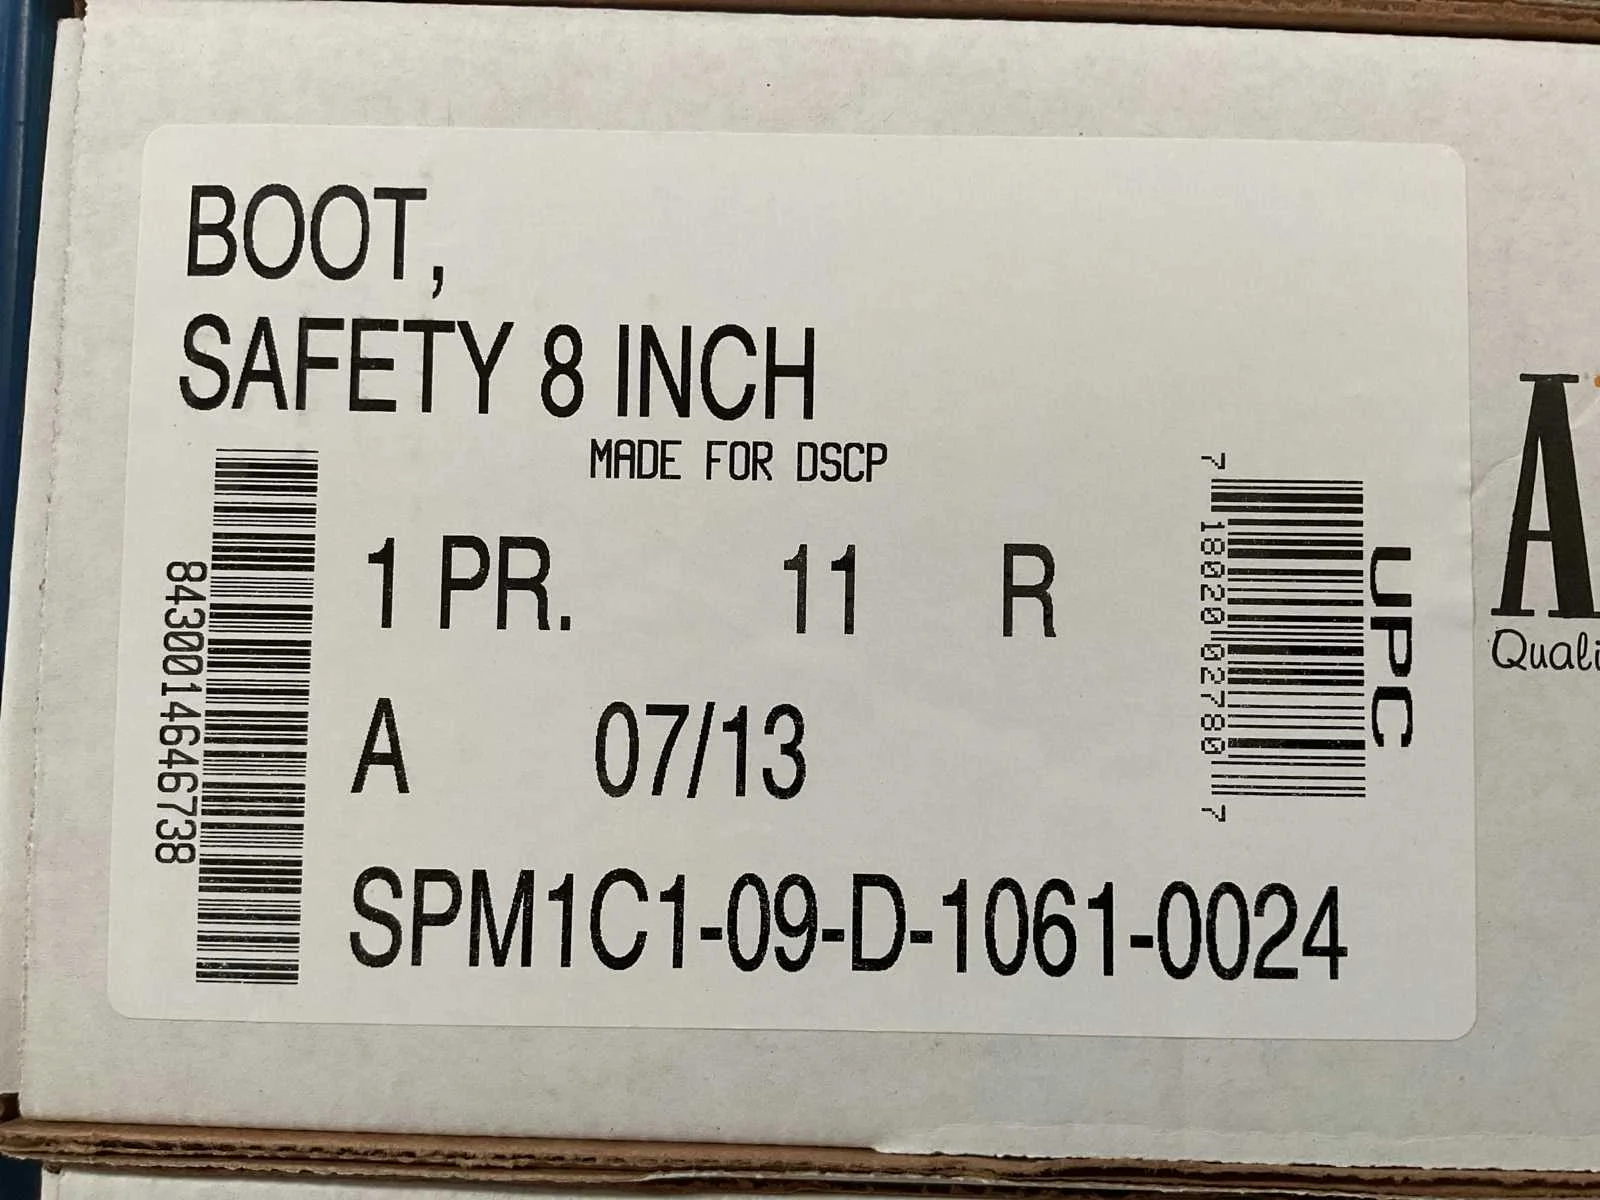 BOOT,
SAFETY 8 INCH
MADE FOR DSCP
1 PR. 11 R
A 07/13
SPM1C1-09-D-1061-0024
8430014646738
7 18020 02780 7
UPC
Quali